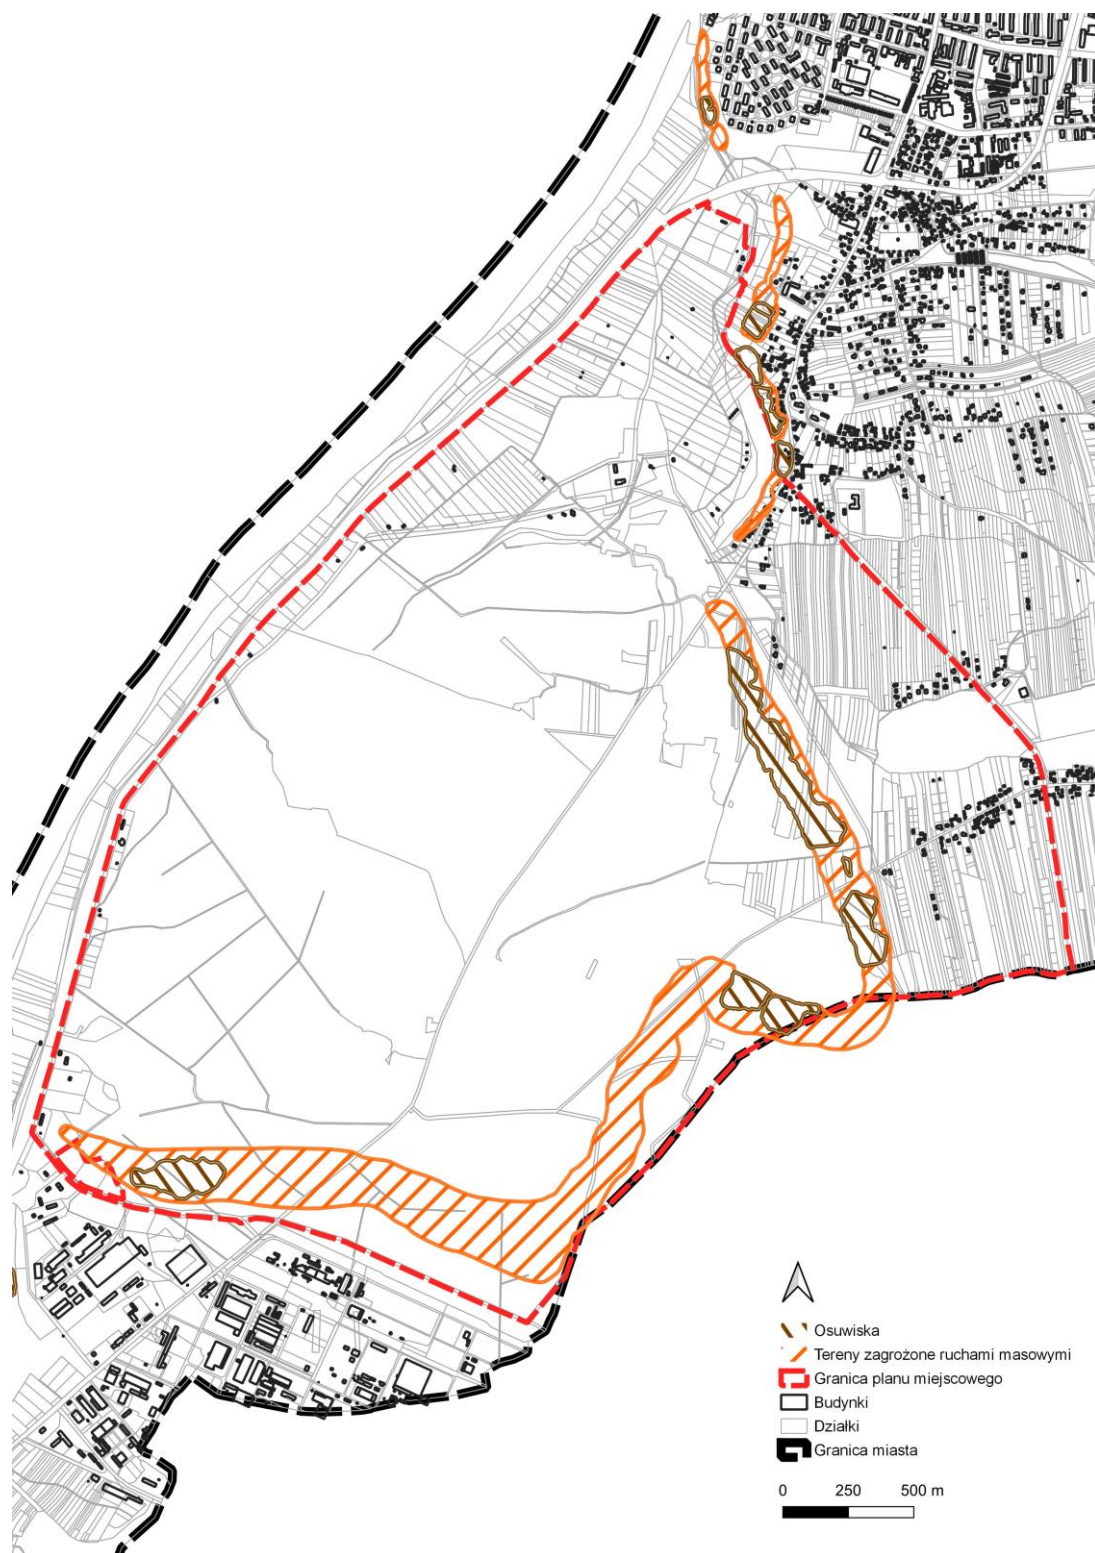 Osuwiska
Tereny zagrożone ruchami masowymi
Granica planu miejscowego
Budynki
Działki
Granica miasta
0 250 500 m